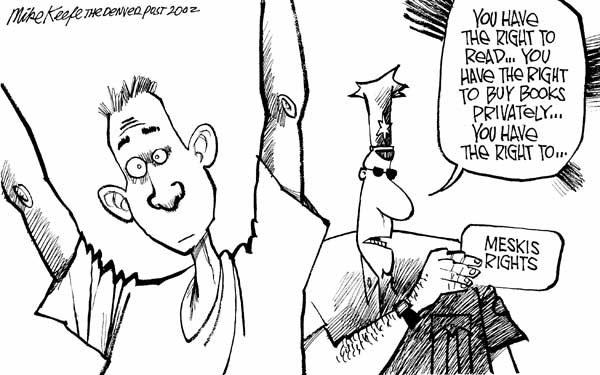 Mike Keefe THE DENVER POST 2002
YOU HAVE
THE RIGHT TO
READ... YOU
HAVE THE RIGHT
TO BUY BOOKS
PRIVATELY...
YOU HAVE
THE RIGHT TO...
MESKIS
RIGHTS